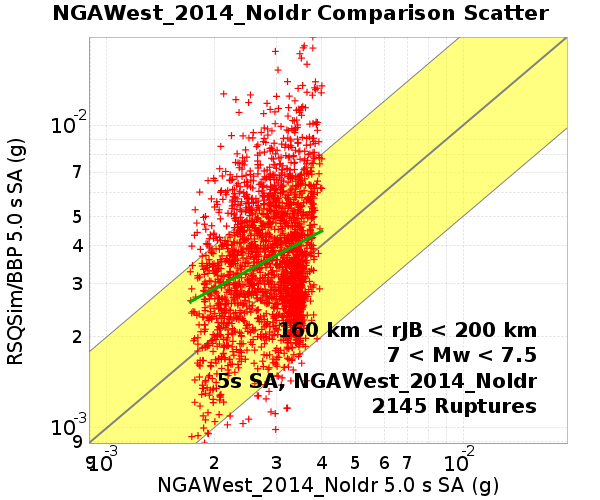 NGAWest_2014_NoIdr Comparison Scatter
RSQSim/BBP 5.0 s SA (g)
10⁻²
7
5
4
3
2
10⁻³
9
160 km < rJB < 200 km
7 < Mw < 7.5
5s SA, NGAWest_2014_NoIdr
2145 Ruptures
9 10⁻³ 2 3 4 5 6 7 10⁻²
NGAWest_2014_NoIdr 5.0 s SA (g)